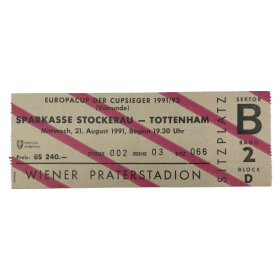 EUROPACUP DER CUPSIEGER 1991/92
(Vorrunde)
SPARKASSE STOCKERAU — TOTTENHAM
Mittwoch, 21. August 1991, Beginn 19.30 Uhr
Preis: öS 240.—
STIEGE 002 REIHE 03 SITZ 066
WIENER PRATERSTADION
SITZPLATZ
SEKTOR
B
RANG
2
BLOCK
D